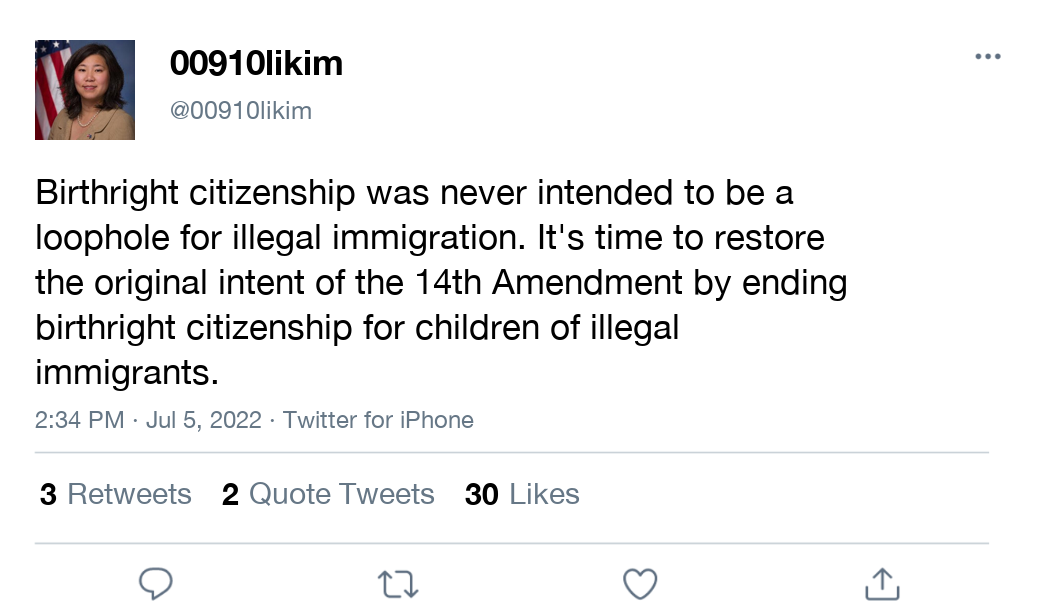 00910likim
@00910likim
Birthright citizenship was never intended to be a
loophole for illegal immigration. It's time to restore
the original intent of the 14th Amendment by ending
birthright citizenship for children of illegal
immigrants.
2:34 PM · Jul 5, 2022 · Twitter for iPhone
3 Retweets 2 Quote Tweets 30 Likes